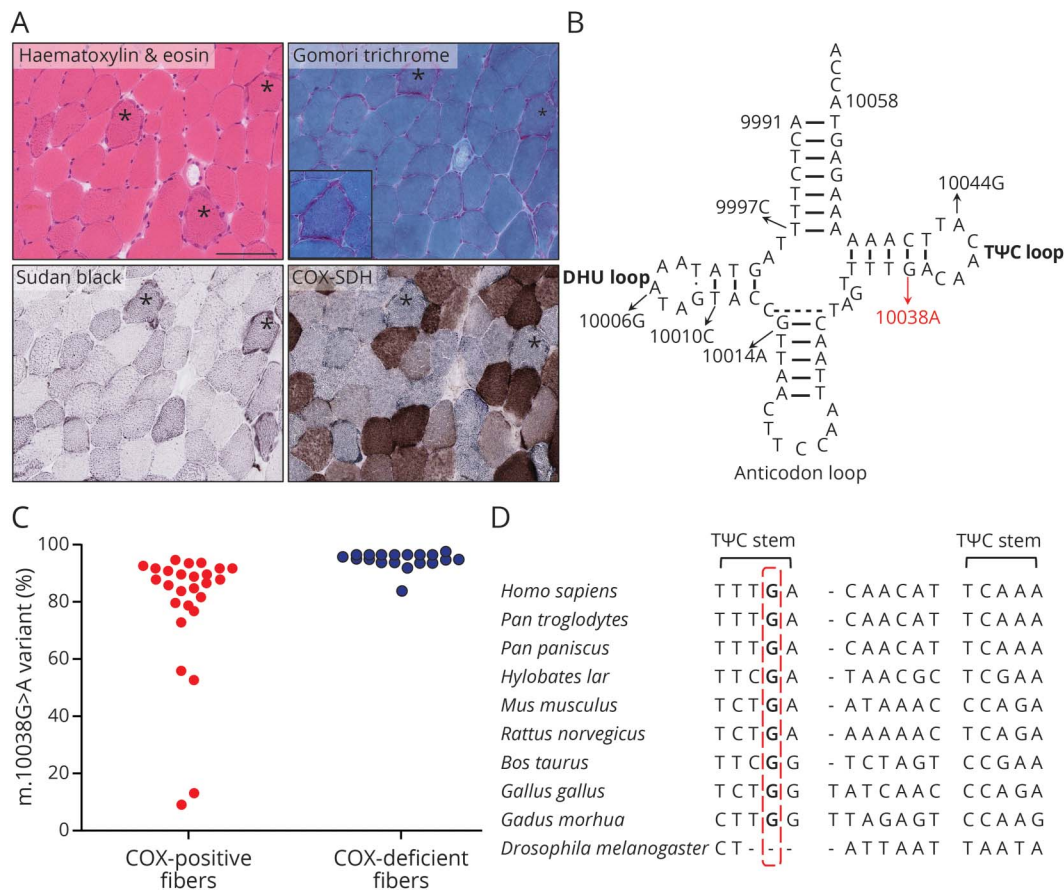 A
B
Haematoxylin & eosin
Gomori trichrome
Sudan black
COX-SDH
*
*
*
*
*
*
*
*
*
A
C
C
A
10058
9991
A T
C G
T A
C G
T A
T A
T A
9997C
T
T
A
G
T A T G
A A A C T
T
A
C
A
A
C
A
G T T T
10044G
TΨC loop
DHU loop
A A
A
A
T
A
G T A C C
10006G
10010C
10014A
G
A
T
10038A
G C
T A
T A
A T
A T
C A
T A
T C
C C
Anticodon loop
C
m.10038G>A variant (%)
100
80
60
40
20
0
COX-positive fibers
COX-deficient fibers
D
TΨC stem TΨC stem
Homo sapiens T T T G A - C A A C A T T C A A A
Pan troglodytes T T T G A - C A A C A T T C A A A
Pan paniscus T T T G A - C A A C A T T C A A A
Hylobates lar T T C G A - T A A C G C T C G A A
Mus musculus T C T G A - A T A A A C C C A G A
Rattus norvegicus T C T G A - A A A A A C T C A G A
Bos taurus T T C G G - T C T A G T C C G A A
Gallus gallus T C T G G T A T C A A C C C A G A
Gadus morhua C T T G G T T A G A G T C C A A G
Drosophila melanogaster C T - - - - A T T A A T T A A T A